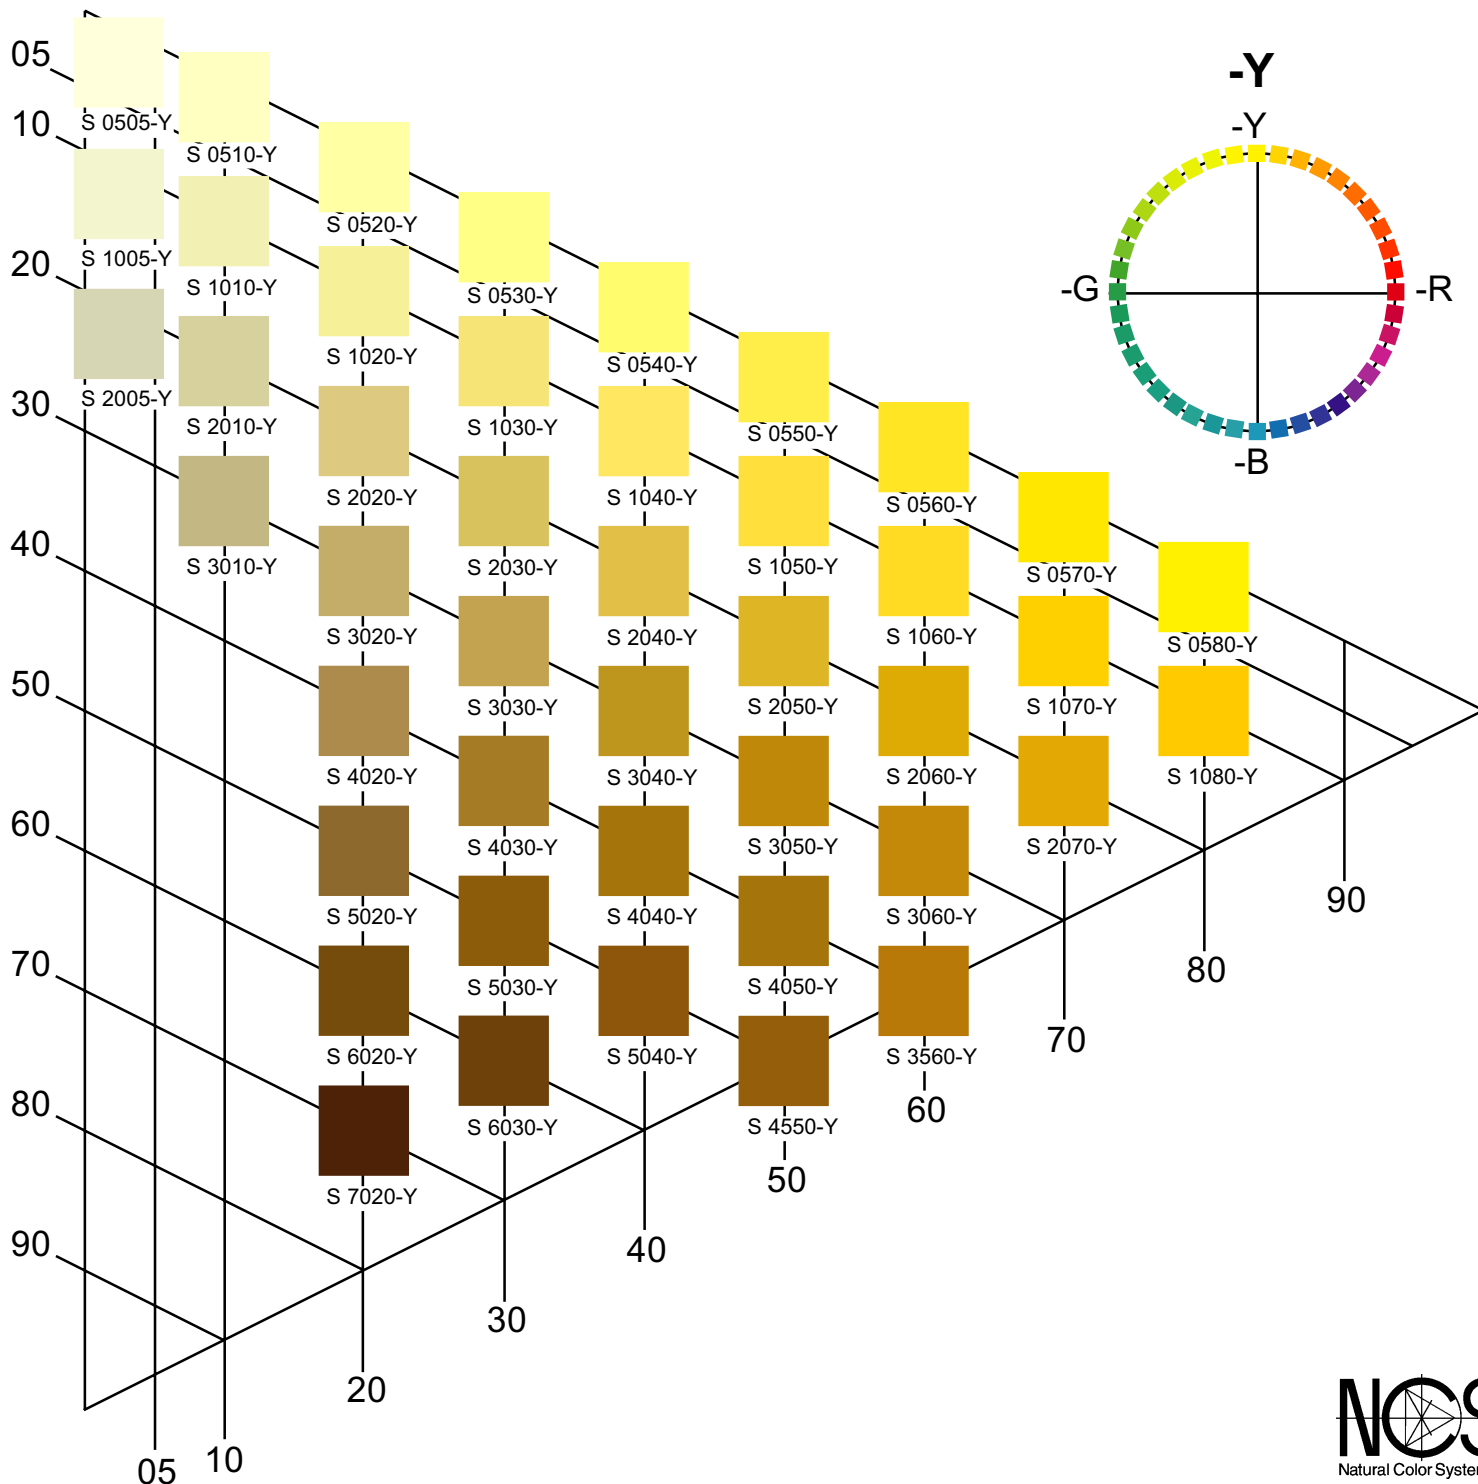 -Y
05
10
20
30
40
50
60
70
80
90
S 0505-Y
S 1005-Y
S 2005-Y
S 0510-Y
S 1010-Y
S 2010-Y
S 3010-Y
S 0520-Y
S 1020-Y
S 2020-Y
S 3020-Y
S 4020-Y
S 5020-Y
S 6020-Y
S 7020-Y
S 0530-Y
S 1030-Y
S 2030-Y
S 3030-Y
S 4030-Y
S 5030-Y
S 6030-Y
S 0540-Y
S 1040-Y
S 2040-Y
S 3040-Y
S 4040-Y
S 5040-Y
S 0550-Y
S 1050-Y
S 2050-Y
S 3050-Y
S 4050-Y
S 4550-Y
S 0560-Y
S 1060-Y
S 2060-Y
S 3060-Y
S 3560-Y
S 0570-Y
S 1070-Y
S 2070-Y
S 0580-Y
S 1080-Y
05
10
20
30
40
50
60
70
80
90
-Y
-G
-R
-B
NCS
Natural Color System